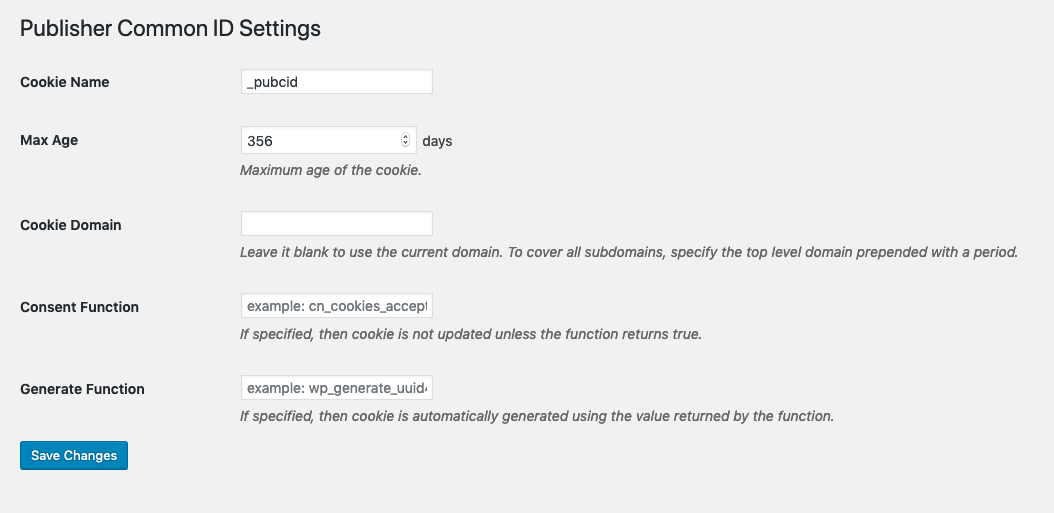 Publisher Common ID Settings
Cookie Name _pubcid
Max Age 356 days
Maximum age of the cookie.
Cookie Domain
Leave it blank to use the current domain. To cover all subdomains, specify the top level domain prepended with a period.
Consent Function example: cn_cookies_accept
If specified, then cookie is not updated unless the function returns true.
Generate Function example: wp_generate_uuid4
If specified, then cookie is automatically generated using the value returned by the function.
Save Changes